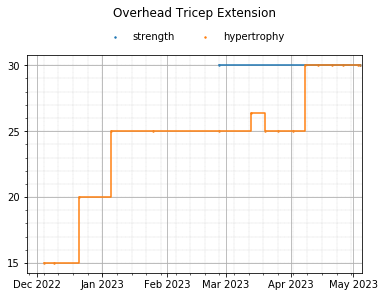 Overhead Tricep Extension
strength hypertrophy
30
25
20
15
Dec 2022 Jan 2023 Feb 2023 Mar 2023 Apr 2023 May 2023